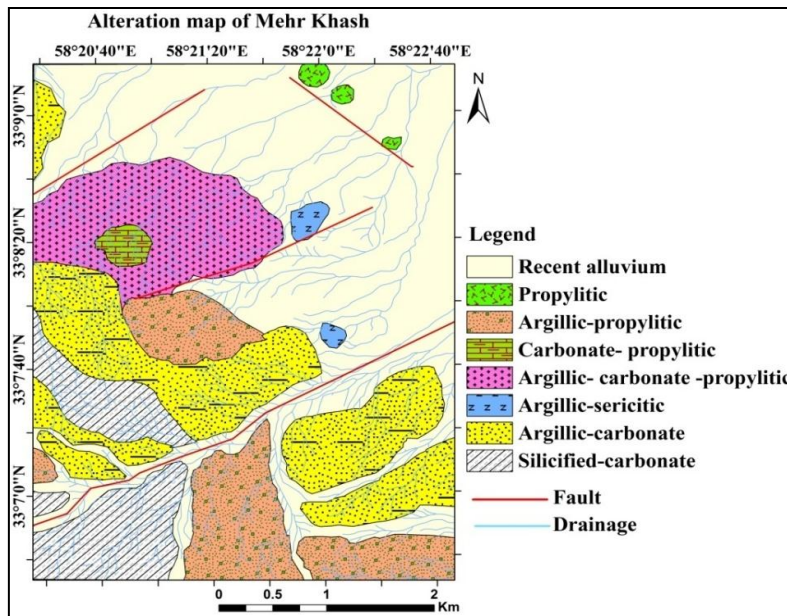 Alteration map of Mehr Khash
58°20'40"E 58°21'20"E 58°22'0"E 58°22'40"E
33°9'0"N
33°8'20"N
33°7'40"N
33°7'0"N
N
Legend
Recent alluvium
Propylitic
Argillic-propylitic
Carbonate- propylitic
Argillic- carbonate -propylitic
Argillic-sericitic
Argillic-carbonate
Silicified-carbonate
Fault
Drainage
0 0.5 1 2
Km